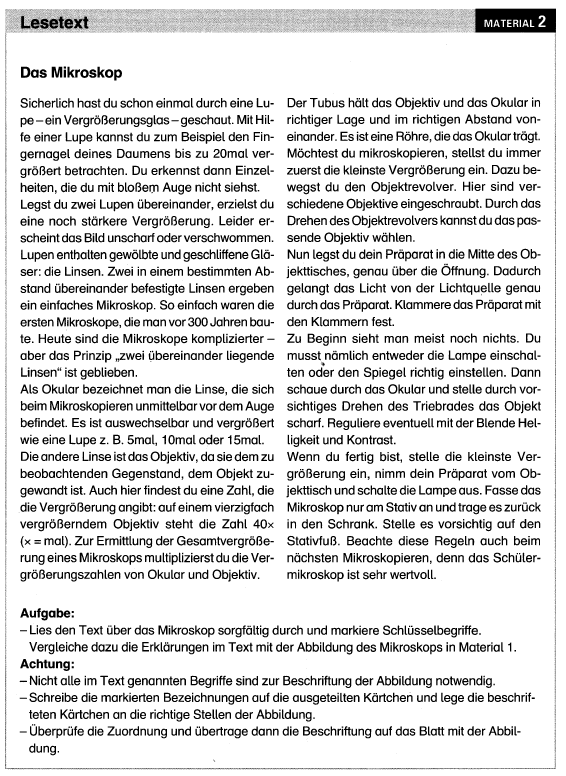 Lesetext
MATERIAL 2
Das Mikroskop
Sicherlich hast du schon einmal durch eine Lu-
pe – ein Vergrößerungsglas – geschaut. Mit Hil-
fe einer Lupe kannst du zum Beispiel den Fin-
gernagel deines Daumens bis zu 20mal ver-
größert betrachten. Du erkennst dann Einzel-
heiten, die du mit bloßem Auge nicht siehst.
Legst du zwei Lupen übereinander, erzielst du
eine noch stärkere Vergrößerung. Leider er-
scheint das Bild unscharf oder verschwommen.
Lupen enthalten gewölbte und geschliffene Glä-
ser: die Linsen. Zwei in einem bestimmten Ab-
stand übereinander befestigte Linsen ergeben
ein einfaches Mikroskop. So einfach waren die
ersten Mikroskope, die man vor 300 Jahren bau-
te. Heute sind die Mikroskope komplizierter –
aber das Prinzip „zwei übereinander liegende
Linsen“ ist geblieben.
Als Okular bezeichnet man die Linse, die sich
beim Mikroskopieren unmittelbar vor dem Auge
befindet. Es ist auswechselbar und vergrößert
wie eine Lupe z. B. 5mal, 10mal oder 15mal.
Die andere Linse ist das Objektiv, da sie dem zu
beobachtenden Gegenstand, dem Objekt zu-
gewandt ist. Auch hier findest du eine Zahl, die
die Vergrößerung angibt: auf einem vierzigfach
vergrößerndem Objektiv steht die Zahl 40×
(× = mal). Zur Ermittlung der Gesamtvergröße-
rung eines Mikroskops multiplizierst du die Ver-
größerungszahlen von Okular und Objektiv.
Der Tubus hält das Objektiv und das Okular in
richtiger Lage und im richtigen Abstand von-
einander. Es ist eine Röhre, die das Okular trägt.
Möchtest du mikroskopieren, stellst du immer
zuerst die kleinste Vergrößerung ein. Dazu be-
wegst du den Objektrevolver. Hier sind ver-
schiedene Objektive eingeschraubt. Durch das
Drehen des Objektrevolvers kannst du das pas-
sende Objektiv wählen.
Nun legst du dein Präparat in die Mitte des Ob-
jekttisches, genau über die Öffnung. Dadurch
gelangt das Licht von der Lichtquelle genau
durch das Präparat. Klammere das Präparat mit
den Klammern fest.
Zu Beginn sieht man meist noch nichts. Du
musst nämlich entweder die Lampe einschal-
ten oder den Spiegel richtig einstellen. Dann
schaue durch das Okular und stelle durch vor-
sichtiges Drehen des Triebrades das Objekt
scharf. Reguliere eventuell mit der Blende Hel-
ligkeit und Kontrast.
Wenn du fertig bist, stelle die kleinste Ver-
größerung ein, nimm dein Präparat vom Ob-
jekttisch und schalte die Lampe aus. Fasse das
Mikroskop nur am Stativ an und trage es zurück
in den Schrank. Stelle es vorsichtig auf den
Stativfuß. Beachte diese Regeln auch beim
nächsten Mikroskopieren, denn das Schüler-
mikroskop ist sehr wertvoll.
Aufgabe:
– Lies den Text über das Mikroskop sorgfältig durch und markiere Schlüsselbegriffe.
Vergleiche dazu die Erklärungen im Text mit der Abbildung des Mikroskops in Material 1.
Achtung:
– Nicht alle im Text genannten Begriffe sind zur Beschriftung der Abbildung notwendig.
– Schreibe die markierten Bezeichnungen auf die ausgeteilten Kärtchen und lege die beschrif-
teten Kärtchen an die richtige Stellen der Abbildung.
– Überprüfe die Zuordnung und übertrage dann die Beschriftung auf das Blatt mit der Abbil-
dung.